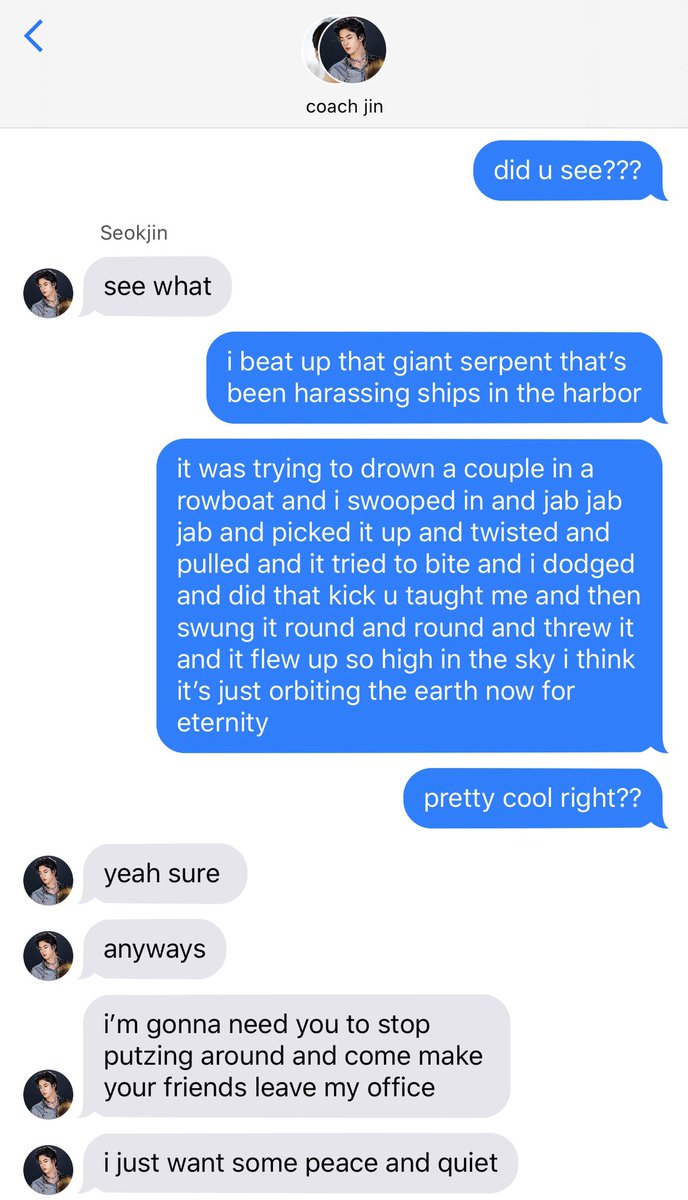 coach jin
did u see???
Seokjin
see what
i beat up that giant serpent that’s
been harassing ships in the harbor
it was trying to drown a couple in a
rowboat and i swooped in and jab jab
jab and picked it up and twisted and
pulled and it tried to bite and i dodged
and did that kick u taught me and then
swung it round and round and threw it
and it flew up so high in the sky i think
it’s just orbiting the earth now for
eternity
pretty cool right??
yeah sure
anyways
i’m gonna need you to stop
putzing around and come make
your friends leave my office
i just want some peace and quiet